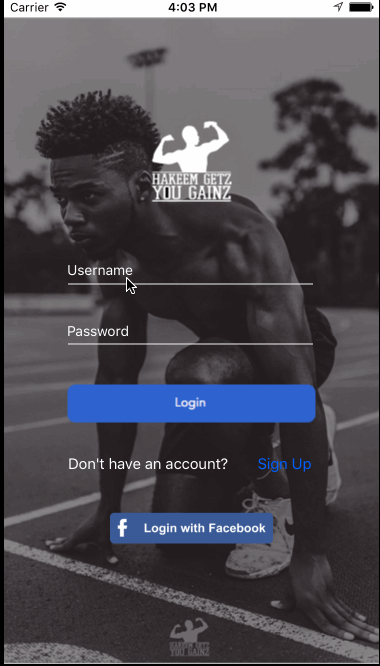 Carrier 4:03 PM
HAKEEM GETZ
YOU GAINZ
Username
Password
Login
Don't have an account? Sign Up
f Login with Facebook
HAKEEM GETZ
YOU GAINZ